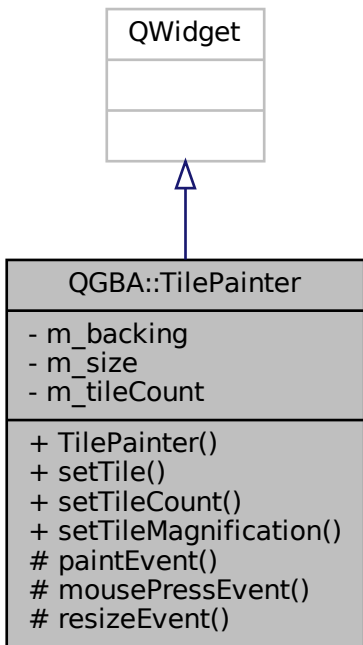 QWidget
QGBA::TilePainter
- m_backing
- m_size
- m_tileCount
+ TilePainter()
+ setTile()
+ setTileCount()
+ setTileMagnification()
# paintEvent()
# mousePressEvent()
# resizeEvent()